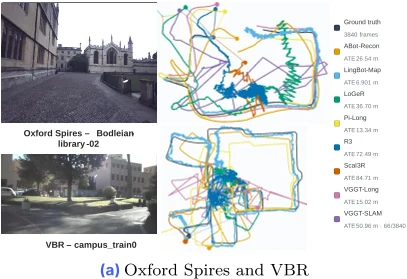 Oxford Spires – Bodleian
library-02
VBR – campus_train0
Ground truth
3840 frames
ABot-Recon
ATE 26.54 m
LingBot-Map
ATE 6.901 m
LoGeR
ATE 36.70 m
Pi-Long
ATE 13.34 m
R3
ATE 72.49 m
Scal3R
ATE 84.71 m
VGGT-Long
ATE 15.02 m
VGGT-SLAM
ATE 50.96 m · 66/3840
(a) Oxford Spires and VBR